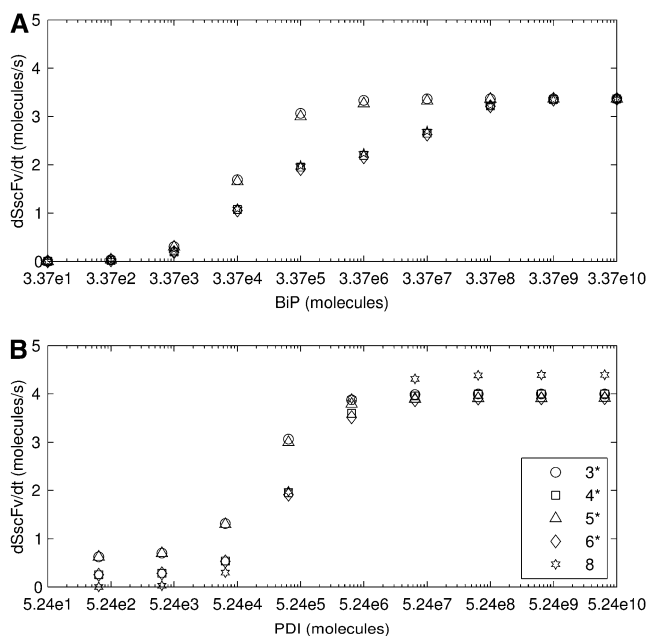 A
5
4
3
2
1
0
dSscFv/dt (molecules/s)
3.37e1 3.37e2 3.37e3 3.37e4 3.37e5 3.37e6 3.37e7 3.37e8 3.37e9 3.37e10
BiP (molecules)
B
5
4
3
2
1
0
dSscFv/dt (molecules/s)
3*
4*
5*
6*
8
5.24e1 5.24e2 5.24e3 5.24e4 5.24e5 5.24e6 5.24e7 5.24e8 5.24e9 5.24e10
PDI (molecules)